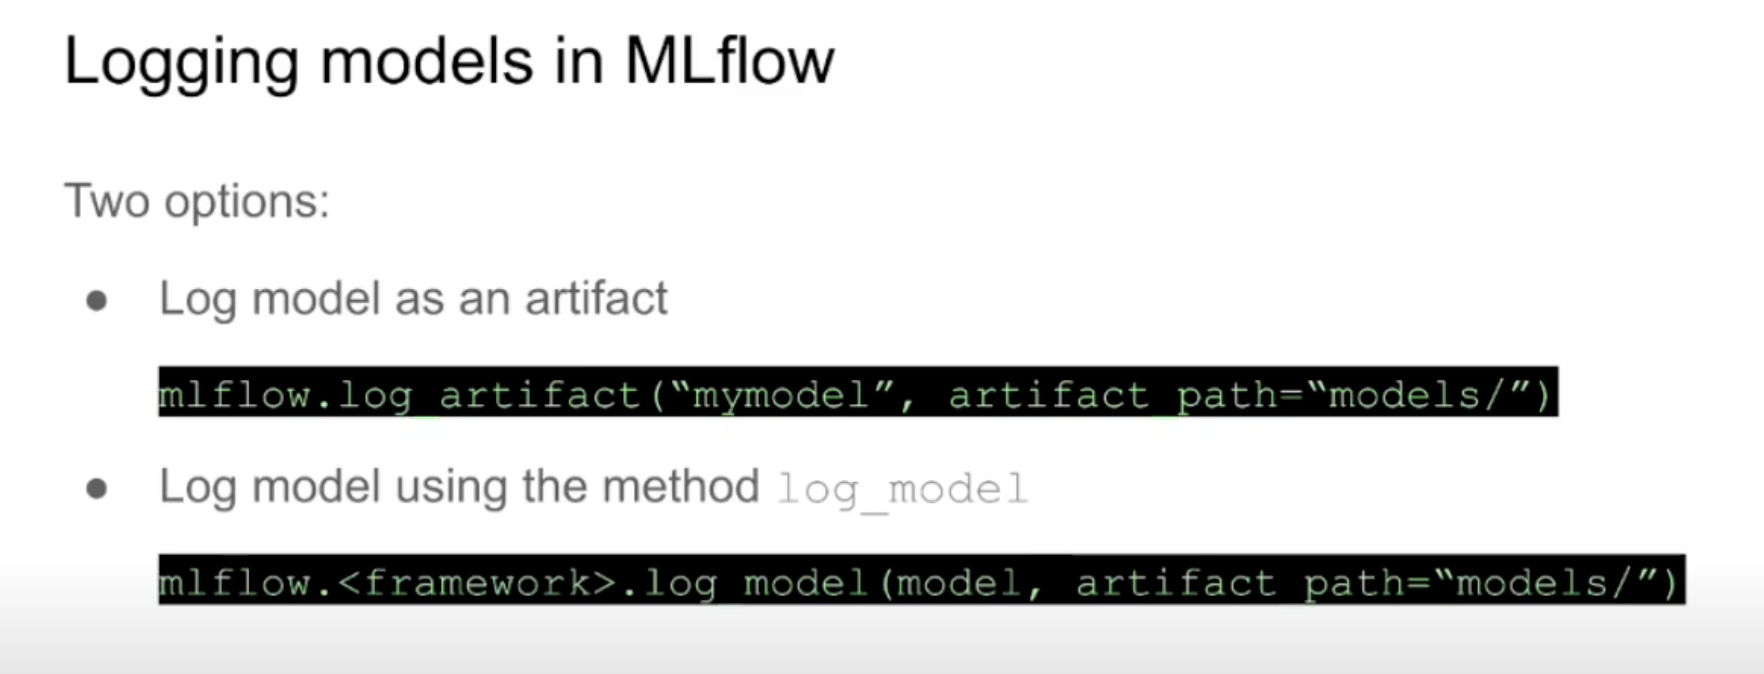 Logging models in MLflow
Two options:
● Log model as an artifact
mlflow.log_artifact(“mymodel”, artifact_path=“models/”)
● Log model using the method log_model
mlflow.<framework>.log_model(model, artifact_path=“models/”)